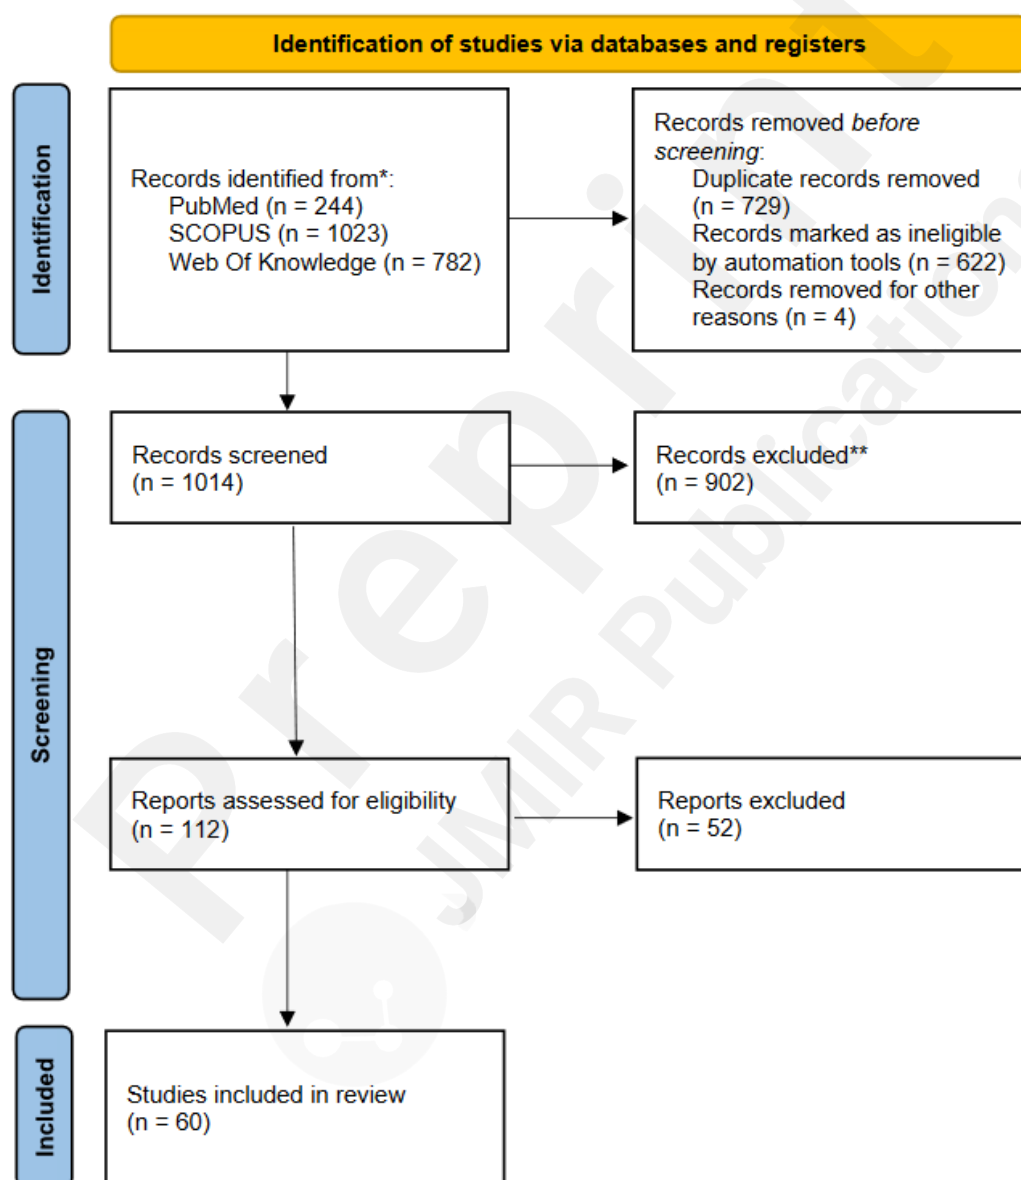 Identification of studies via databases and registers
Identification
Records identified from*:
PubMed (n = 244)
SCOPUS (n = 1023)
Web Of Knowledge (n = 782)
Records removed before
screening:
Duplicate records removed
(n = 729)
Records marked as ineligible
by automation tools (n = 622)
Records removed for other
reasons (n = 4)
Screening
Records screened
(n = 1014)
Records excluded**
(n = 902)
Reports assessed for eligibility
(n = 112)
Reports excluded
(n = 52)
Included
Studies included in review
(n = 60)
Preprint
JMIR Publication